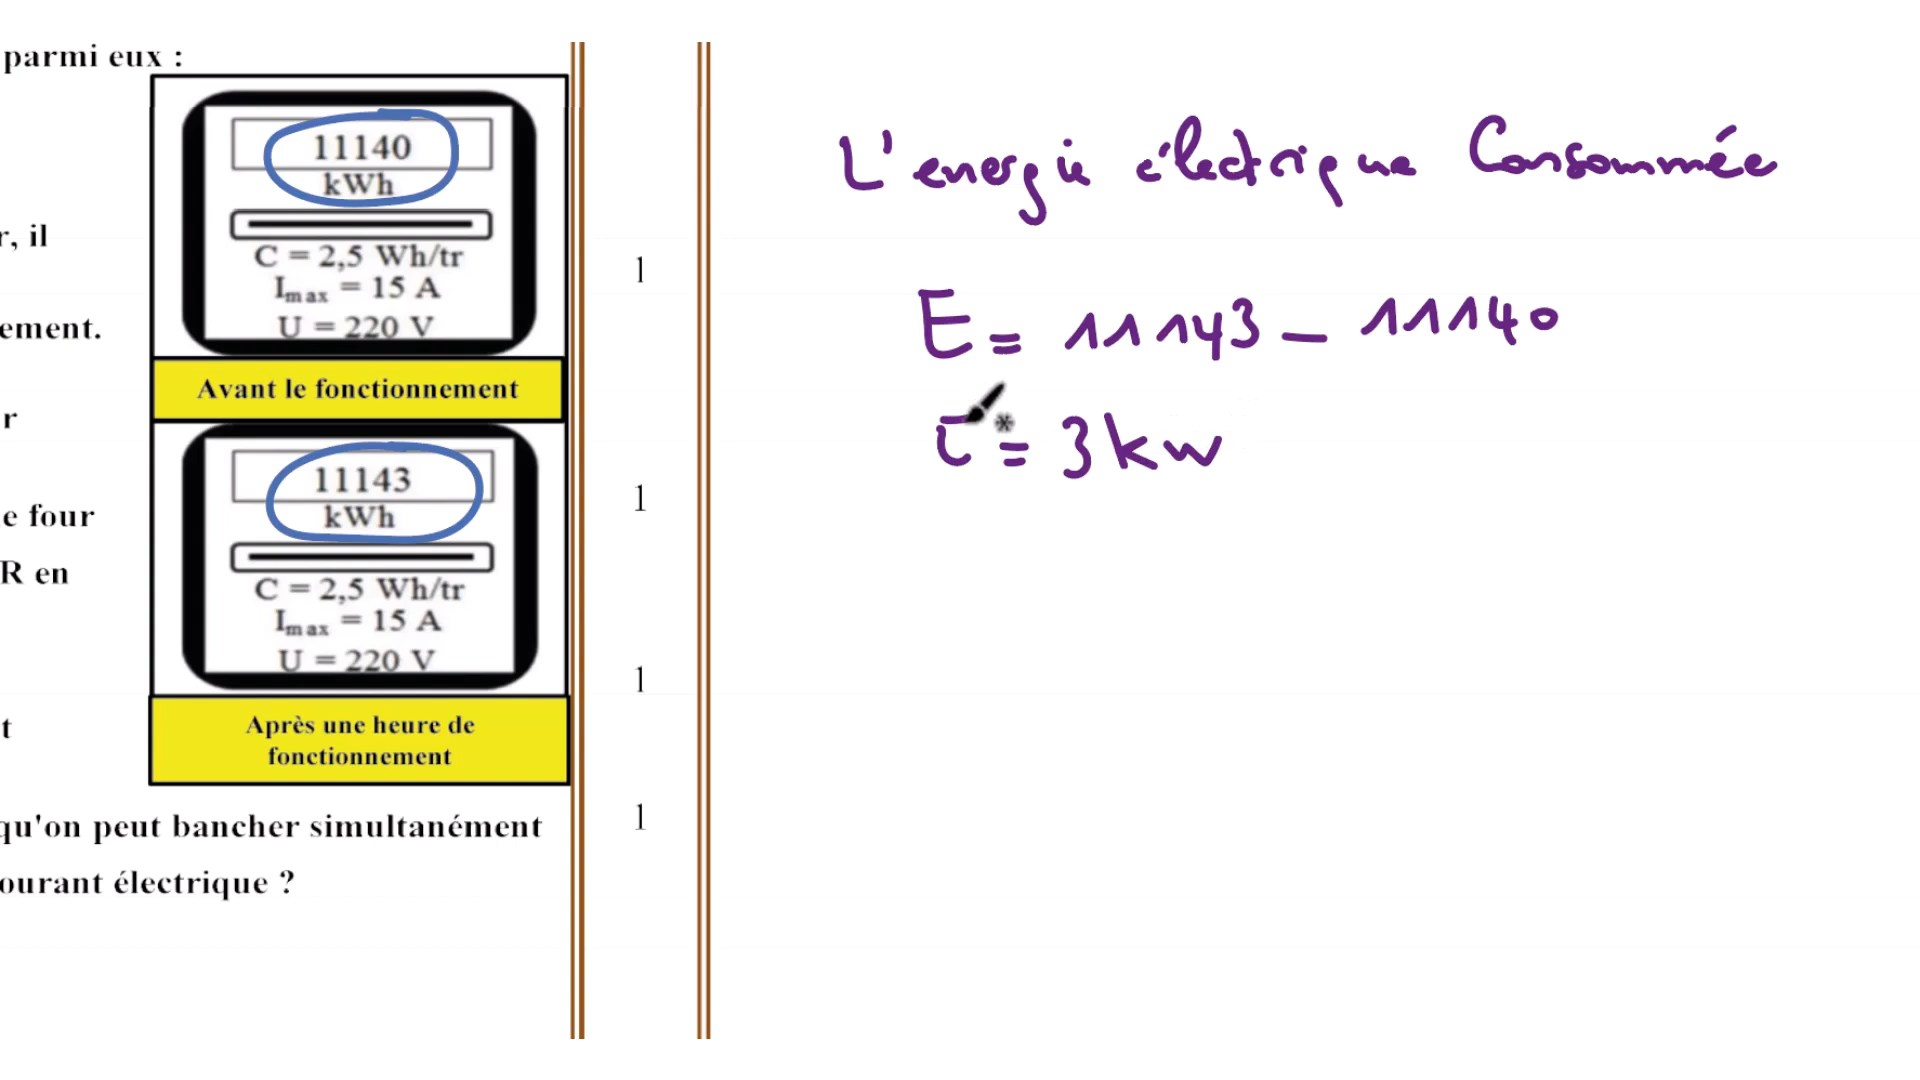 parmi eux :
11140
kWh
C = 2,5 Wh/tr
Imax = 15 A
U = 220 V
Avant le fonctionnement
r, il
ement.
r
11143
kWh
C = 2,5 Wh/tr
Imax = 15 A
U = 220 V
Après une heure de
fonctionnement
e four
R en
t
qu'on peut bancher simultanément
ourant électrique ?
1
1
1
1
L'energie électrique Consommée
E = 11143 - 11140
E = 3 kw